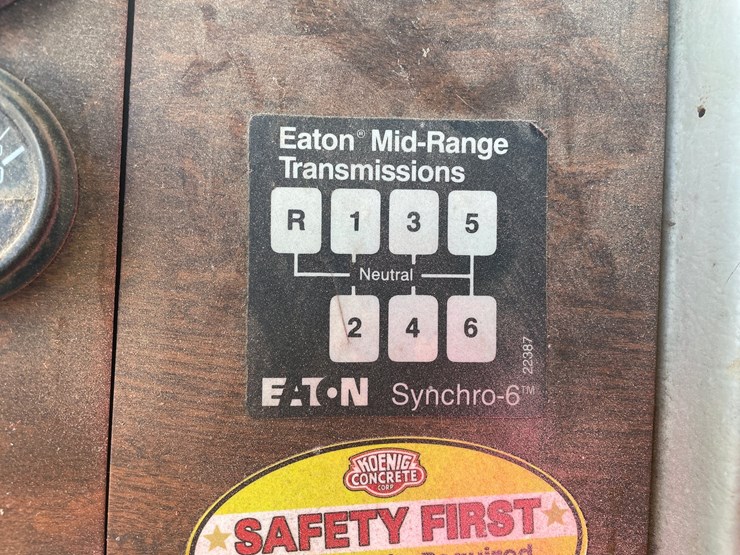 Eaton® Mid-Range
Transmissions
R 1 3 5
Neutral
2 4 6
22387
EATON Synchro-6™
KOENIG
CONCRETE
CORP
SAFETY FIRST